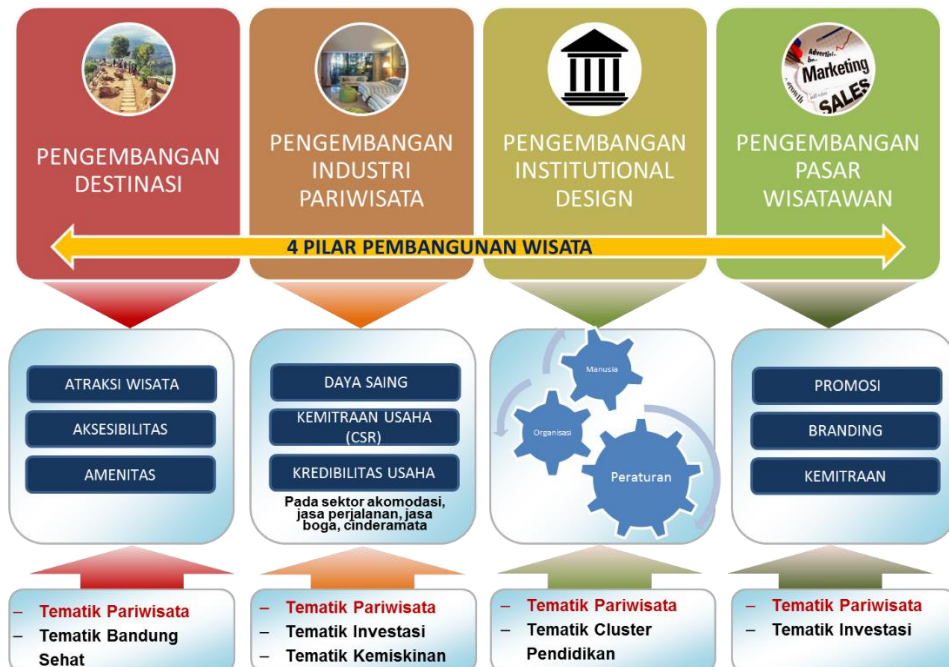 PENGEMBANGAN
DESTINASI
PENGEMBANGAN
INDUSTRI
PARIWISATA
PENGEMBANGAN
INSTITUTIONAL
DESIGN
Marketing
SALES
PENGEMBANGAN
PASAR
WISATAWAN
4 PILAR PEMBANGUNAN WISATA
ATRAKSI WISATA
AKSESIBILITAS
AMENITAS
DAYA SAING
KEMITRAAN USAHA
(CSR)
KREDIBILITAS USAHA
Pada sektor akomodasi,
jasa perjalanan, jasa
boga, cinderamata
Manusia
Organisasi
Peraturan
PROMOSI
BRANDING
KEMITRAAN
– Tematik Pariwisata
– Tematik Bandung
Sehat
– Tematik Pariwisata
– Tematik Investasi
– Tematik Kemiskinan
– Tematik Pariwisata
– Tematik Cluster
Pendidikan
– Tematik Pariwisata
– Tematik Investasi